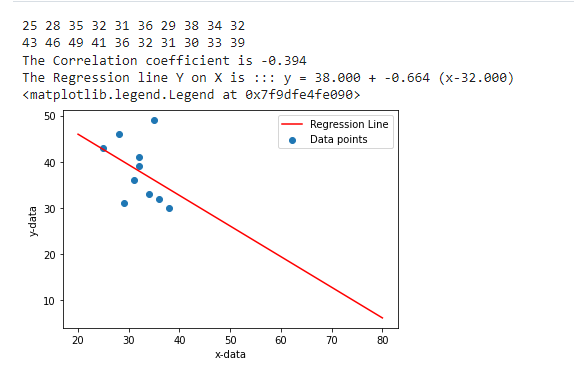 25 28 35 32 31 36 29 38 34 32
43 46 49 41 36 32 31 30 33 39
The Correlation coefficient is -0.394
The Regression line Y on X is ::: y = 38.000 + -0.664 (x-32.000)
<matplotlib.legend.Legend at 0x7f9dfe4fe090>
Regression Line
Data points
50
40
30
20
10
y-data
20 30 40 50 60 70 80
x-data